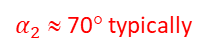 α₂ ≈ 70° typically